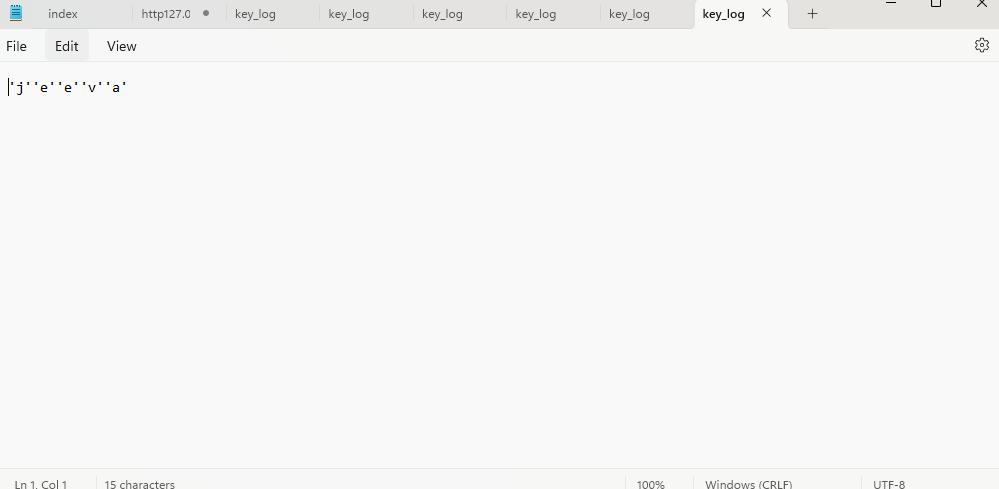 index http127.0 key_log key_log key_log key_log key_log key_log
File Edit View
'j''e''e''v''a'
Ln 1, Col 1 15 characters 100% Windows (CRLF) UTF-8